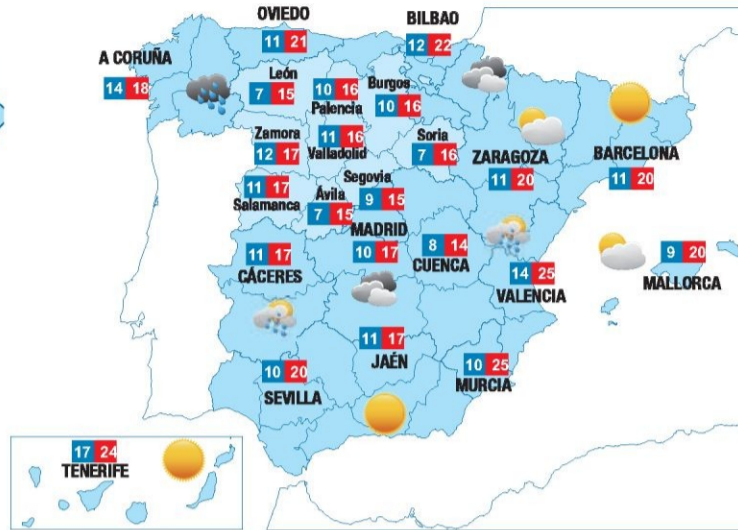 OVIEDO
11 21
BILBAO
12 22
A CORUÑA
14 18
León
7 15
10 16
Palencia
Burgos
10 16
Zamora
12 17
11 16
Valladolid
Soria
7 16
ZARAGOZA
11 20
BARCELONA
11 20
11 17
Salamanca
Ávila
7 15
Segovia
9 15
MADRID
10 17
8 14
CUENCA
14 25
VALENCIA
9 20
MALLORCA
11 17
CÁCERES
11 17
JAÉN
10 20
SEVILLA
10 25
MURCIA
17 24
TENERIFE